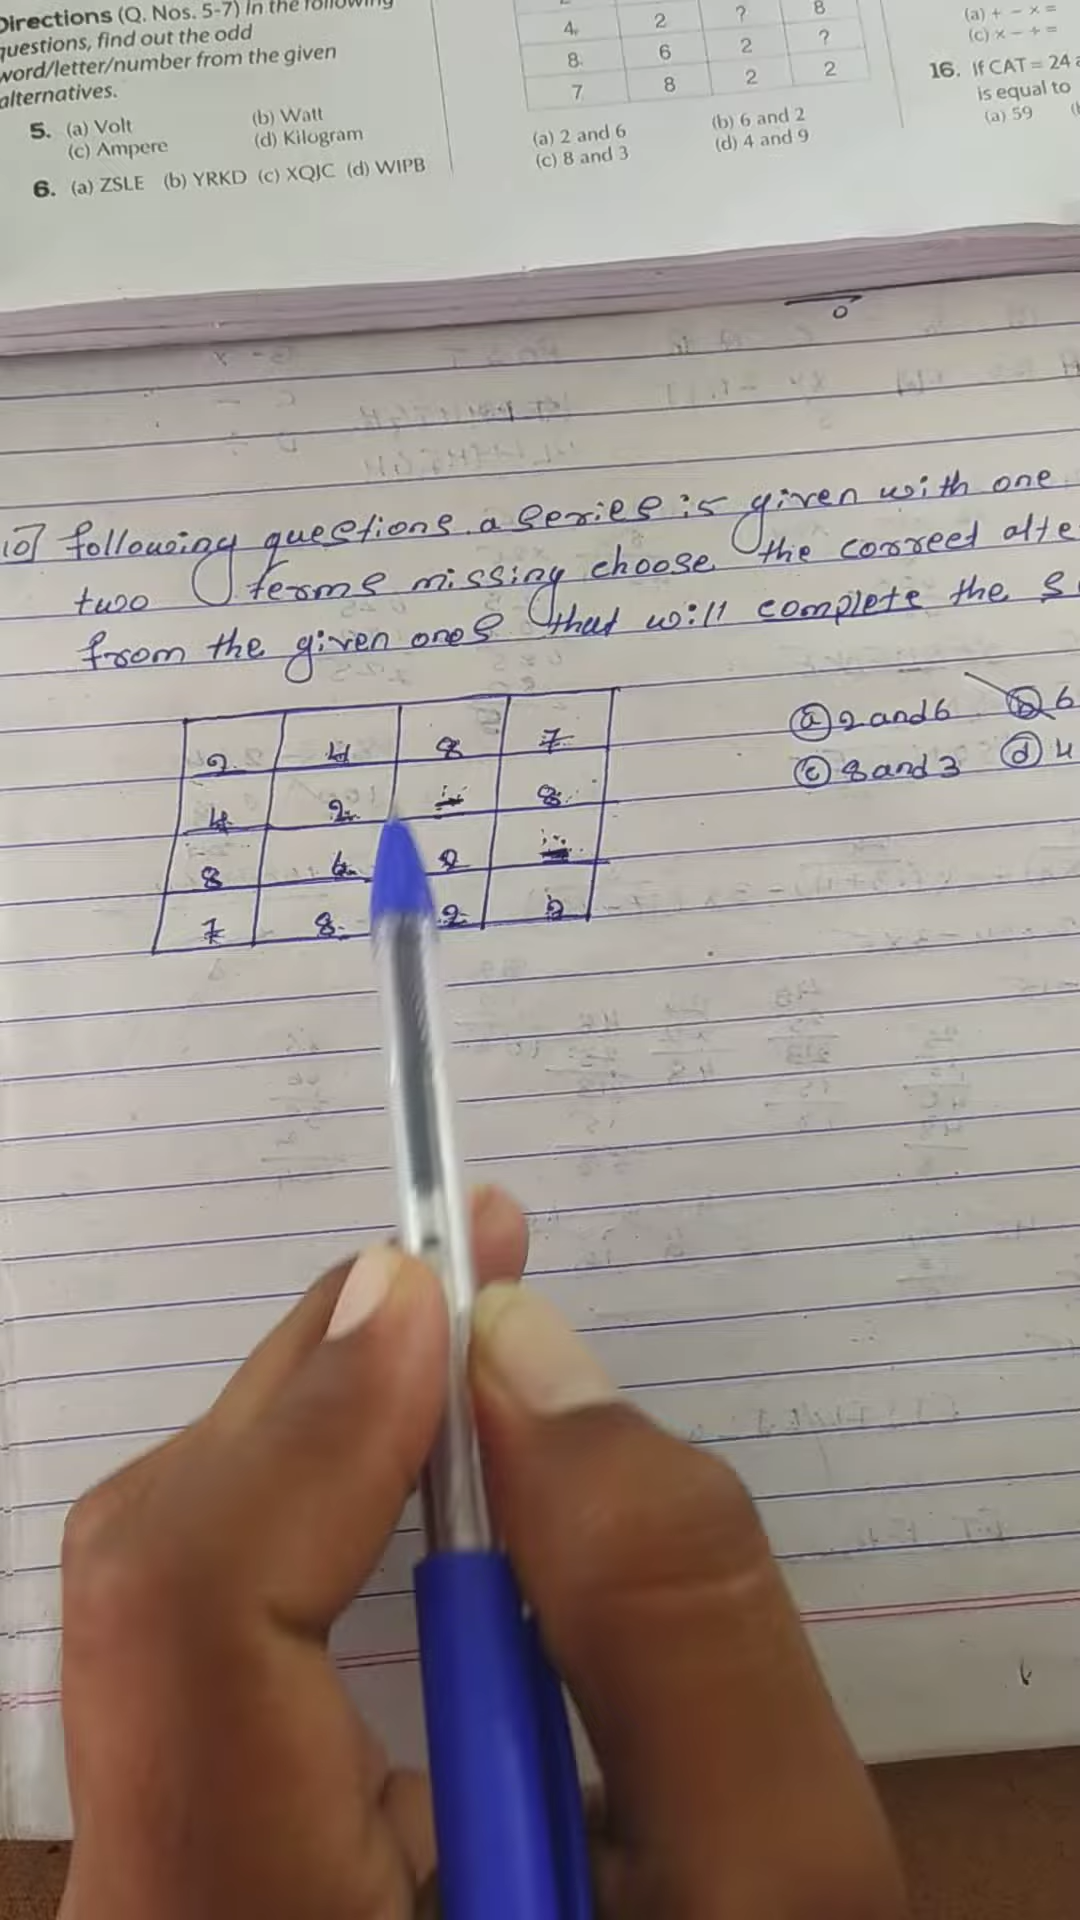 Directions (Q. Nos. 5-7) In the following
questions, find out the odd
word/letter/number from the given
alternatives.
5. (a) Volt (b) Watt
(c) Ampere (d) Kilogram
6. (a) ZSLE (b) YRKD (c) XQJC (d) WIPB
4 2 ? 8
8 6 2 ?
7 8 2 2
(a) 2 and 6 (b) 6 and 2
(c) 8 and 3 (d) 4 and 9
(a) + - × =
(c) × - ÷ =
16. If CAT = 24
is equal to
(a) 59
10] following questions a series is given with one
two terms missing choose the correct alte
from the given ones that will complete the s
2 4 8 7
4 2 8
8 6 2
7 8 2 2
(a) 2 and 6 (b) 6
(c) 8 and 3 (d) 4